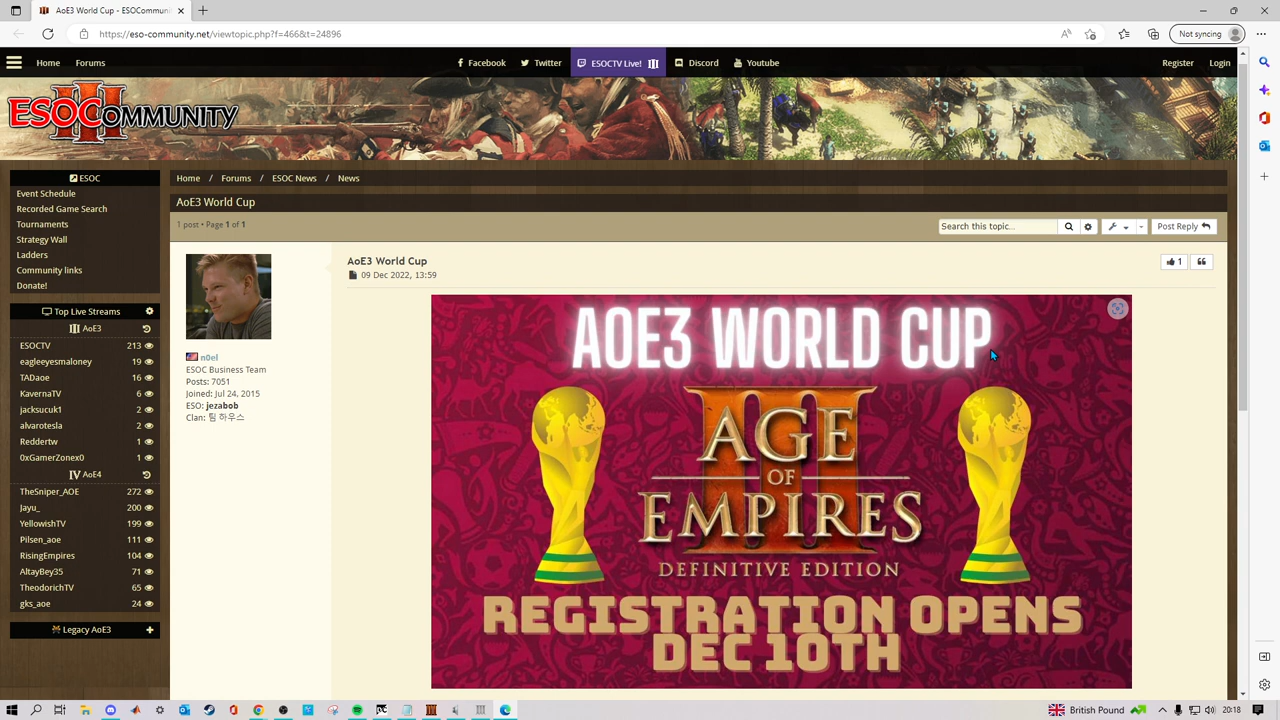 AoE3 World Cup - ESOCommuni
https://eso-community.net/viewtopic.php?f=466&t=24896
Not syncing
Home Forums Facebook Twitter ESOCTV Live! Discord Youtube Register Login
ESOCOMMUNITY
ESOC
Event Schedule
Recorded Game Search
Tournaments
Strategy Wall
Ladders
Community links
Donate!
Top Live Streams
III AoE3
ESOCTV 213
eagleeyesmaloney 19
TADaoe 16
KavernaTV 6
jacksucuk1 2
alvarotesla 2
Reddertw 1
0xGamerZonex0 1
IV AoE4
TheSniper_AOE 272
Jayu_ 200
YellowishTV 199
Pilsen_aoe 111
RisingEmpires 104
AltayBey35 71
TheodorichTV 65
gks_aoe 24
Legacy AoE3
Home / Forums / ESOC News / News
AoE3 World Cup
1 post • Page 1 of 1
Search this topic...
Post Reply
n0el
ESOC Business Team
Posts: 7051
Joined: Jul 24, 2015
ESO: jezabob
Clan: 팀 하우스
AoE3 World Cup
09 Dec 2022, 13:59
1
AOE3 WORLD CUP
AGE
OF
EMPIRES
III
DEFINITIVE EDITION
REGISTRATION OPENS
DEC 10TH
British Food
20:18